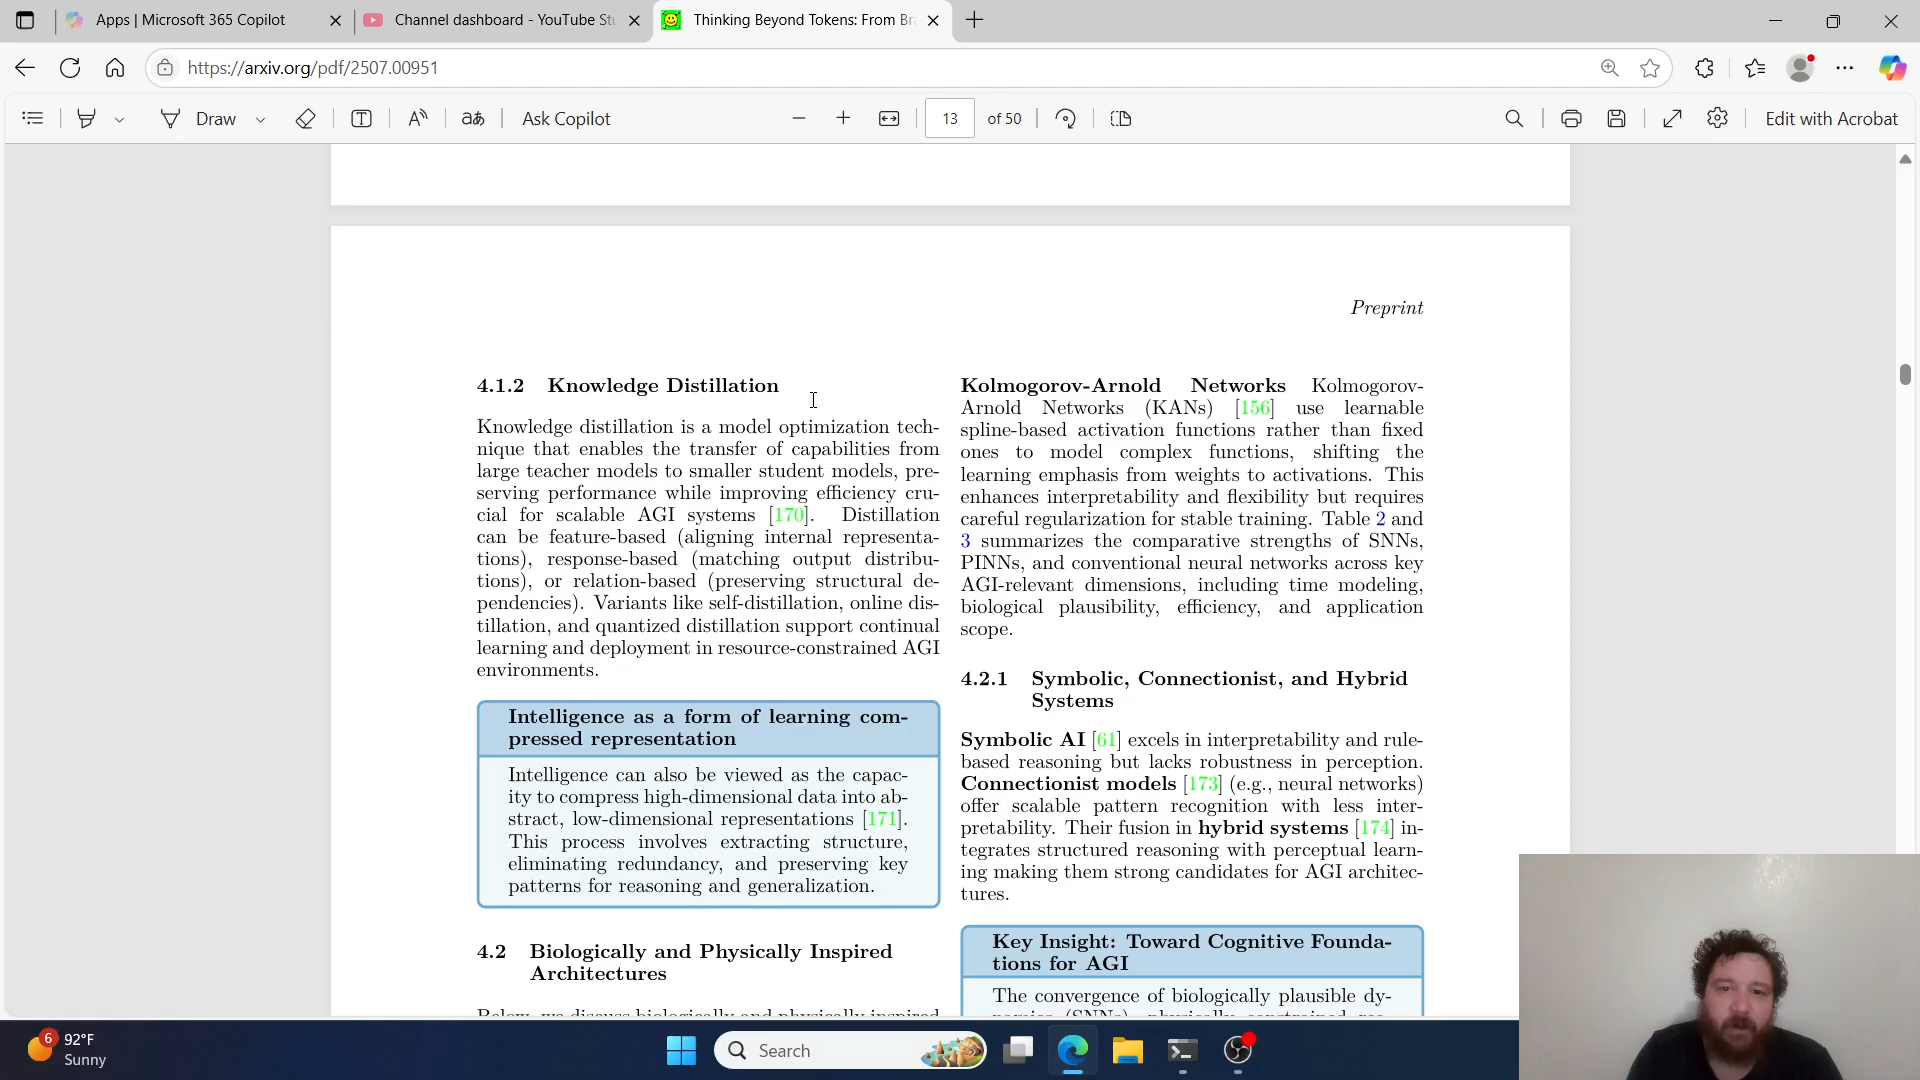 Apps | Microsoft 365 Copilot
Channel dashboard - YouTube Stu
Thinking Beyond Tokens: From Br
https://arxiv.org/pdf/2507.00951
Draw
Ask Copilot
13 of 50
Edit with Acrobat
Preprint
4.1.2 Knowledge Distillation
Knowledge distillation is a model optimization tech-
nique that enables the transfer of capabilities from
large teacher models to smaller student models, pre-
serving performance while improving efficiency cru-
cial for scalable AGI systems [170]. Distillation
can be feature-based (aligning internal representa-
tions), response-based (matching output distribu-
tions), or relation-based (preserving structural de-
pendencies). Variants like self-distillation, online dis-
tillation, and quantized distillation support continual
learning and deployment in resource-constrained AGI
environments.
Intelligence as a form of learning com-
pressed representation
Intelligence can also be viewed as the capac-
ity to compress high-dimensional data into ab-
stract, low-dimensional representations [171].
This process involves extracting structure,
eliminating redundancy, and preserving key
patterns for reasoning and generalization.
4.2 Biologically and Physically Inspired
Architectures
Below, we discuss biologically and physically inspired
Kolmogorov-Arnold Networks Kolmogorov-
Arnold Networks (KANs) [156] use learnable
spline-based activation functions rather than fixed
ones to model complex functions, shifting the
learning emphasis from weights to activations. This
enhances interpretability and flexibility but requires
careful regularization for stable training. Table 2 and
3 summarizes the comparative strengths of SNNs,
PINNs, and conventional neural networks across key
AGI-relevant dimensions, including time modeling,
biological plausibility, efficiency, and application
scope.
4.2.1 Symbolic, Connectionist, and Hybrid
Systems
Symbolic AI [61] excels in interpretability and rule-
based reasoning but lacks robustness in perception.
Connectionist models [173] (e.g., neural networks)
offer scalable pattern recognition with less inter-
pretability. Their fusion in hybrid systems [174] in-
tegrates structured reasoning with perceptual learn-
ing making them strong candidates for AGI architec-
tures.
Key Insight: Toward Cognitive Founda-
tions for AGI
The convergence of biologically plausible dy-
6
92°F
Sunny
Search